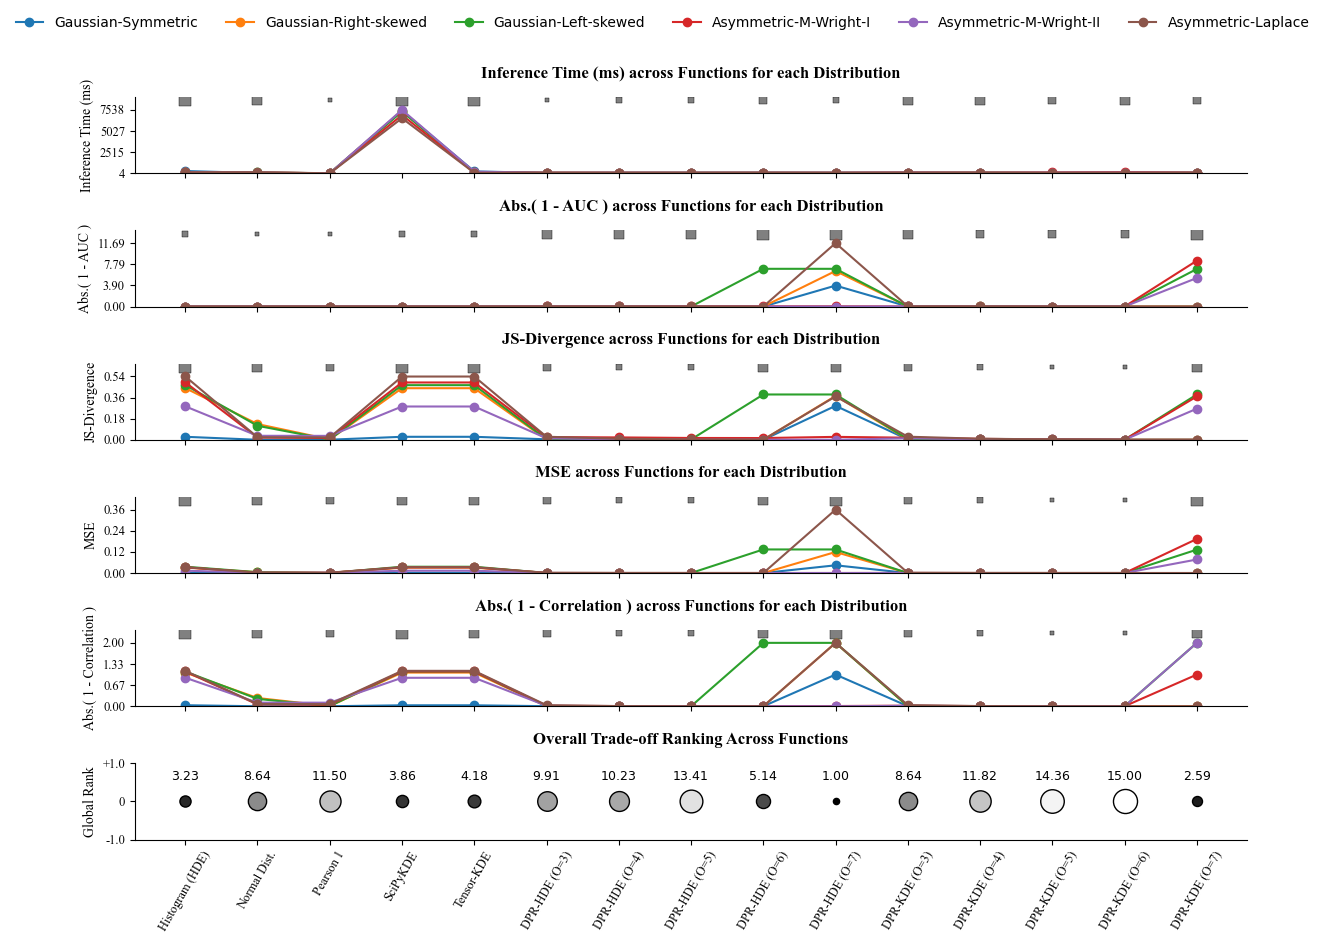 Gaussian-Symmetric Gaussian-Right-skewed Gaussian-Left-skewed Asymmetric-M-Wright-I Asymmetric-M-Wright-II Asymmetric-Laplace
Inference Time (ms) across Functions for each Distribution
Inference Time (ms)
7538
5027
2515
4
Abs.( 1 - AUC ) across Functions for each Distribution
Abs.( 1 - AUC )
11.69
7.79
3.90
0.00
JS-Divergence across Functions for each Distribution
JS-Divergence
0.54
0.36
0.18
0.00
MSE across Functions for each Distribution
MSE
0.36
0.24
0.12
0.00
Abs.( 1 - Correlation ) across Functions for each Distribution
Abs.( 1 - Correlation )
2.00
1.33
0.67
0.00
Overall Trade-off Ranking Across Functions
Global Rank
+1.0
0
-1.0
3.23 8.64 11.50 3.86 4.18 9.91 10.23 13.41 5.14 1.00 8.64 11.82 14.36 15.00 2.59
Histogram (HDE)
Normal Dist.
Pearson 1
SciPyKDE
Tensor-KDE
DPR-HDE (O=3)
DPR-HDE (O=4)
DPR-HDE (O=5)
DPR-HDE (O=6)
DPR-HDE (O=7)
DPR-KDE (O=3)
DPR-KDE (O=4)
DPR-KDE (O=5)
DPR-KDE (O=6)
DPR-KDE (O=7)